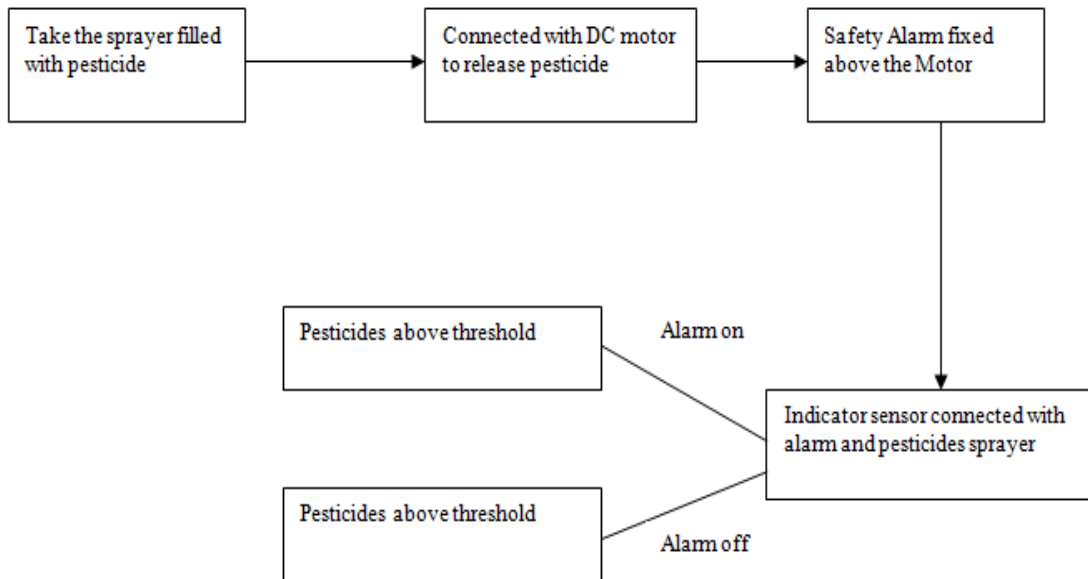 Take the sprayer filled
with pesticide
Connected with DC motor
to release pesticide
Safety Alarm fixed
above the Motor
Pesticides above threshold
Alarm on
Indicator sensor connected with
alarm and pesticides sprayer
Pesticides above threshold
Alarm off